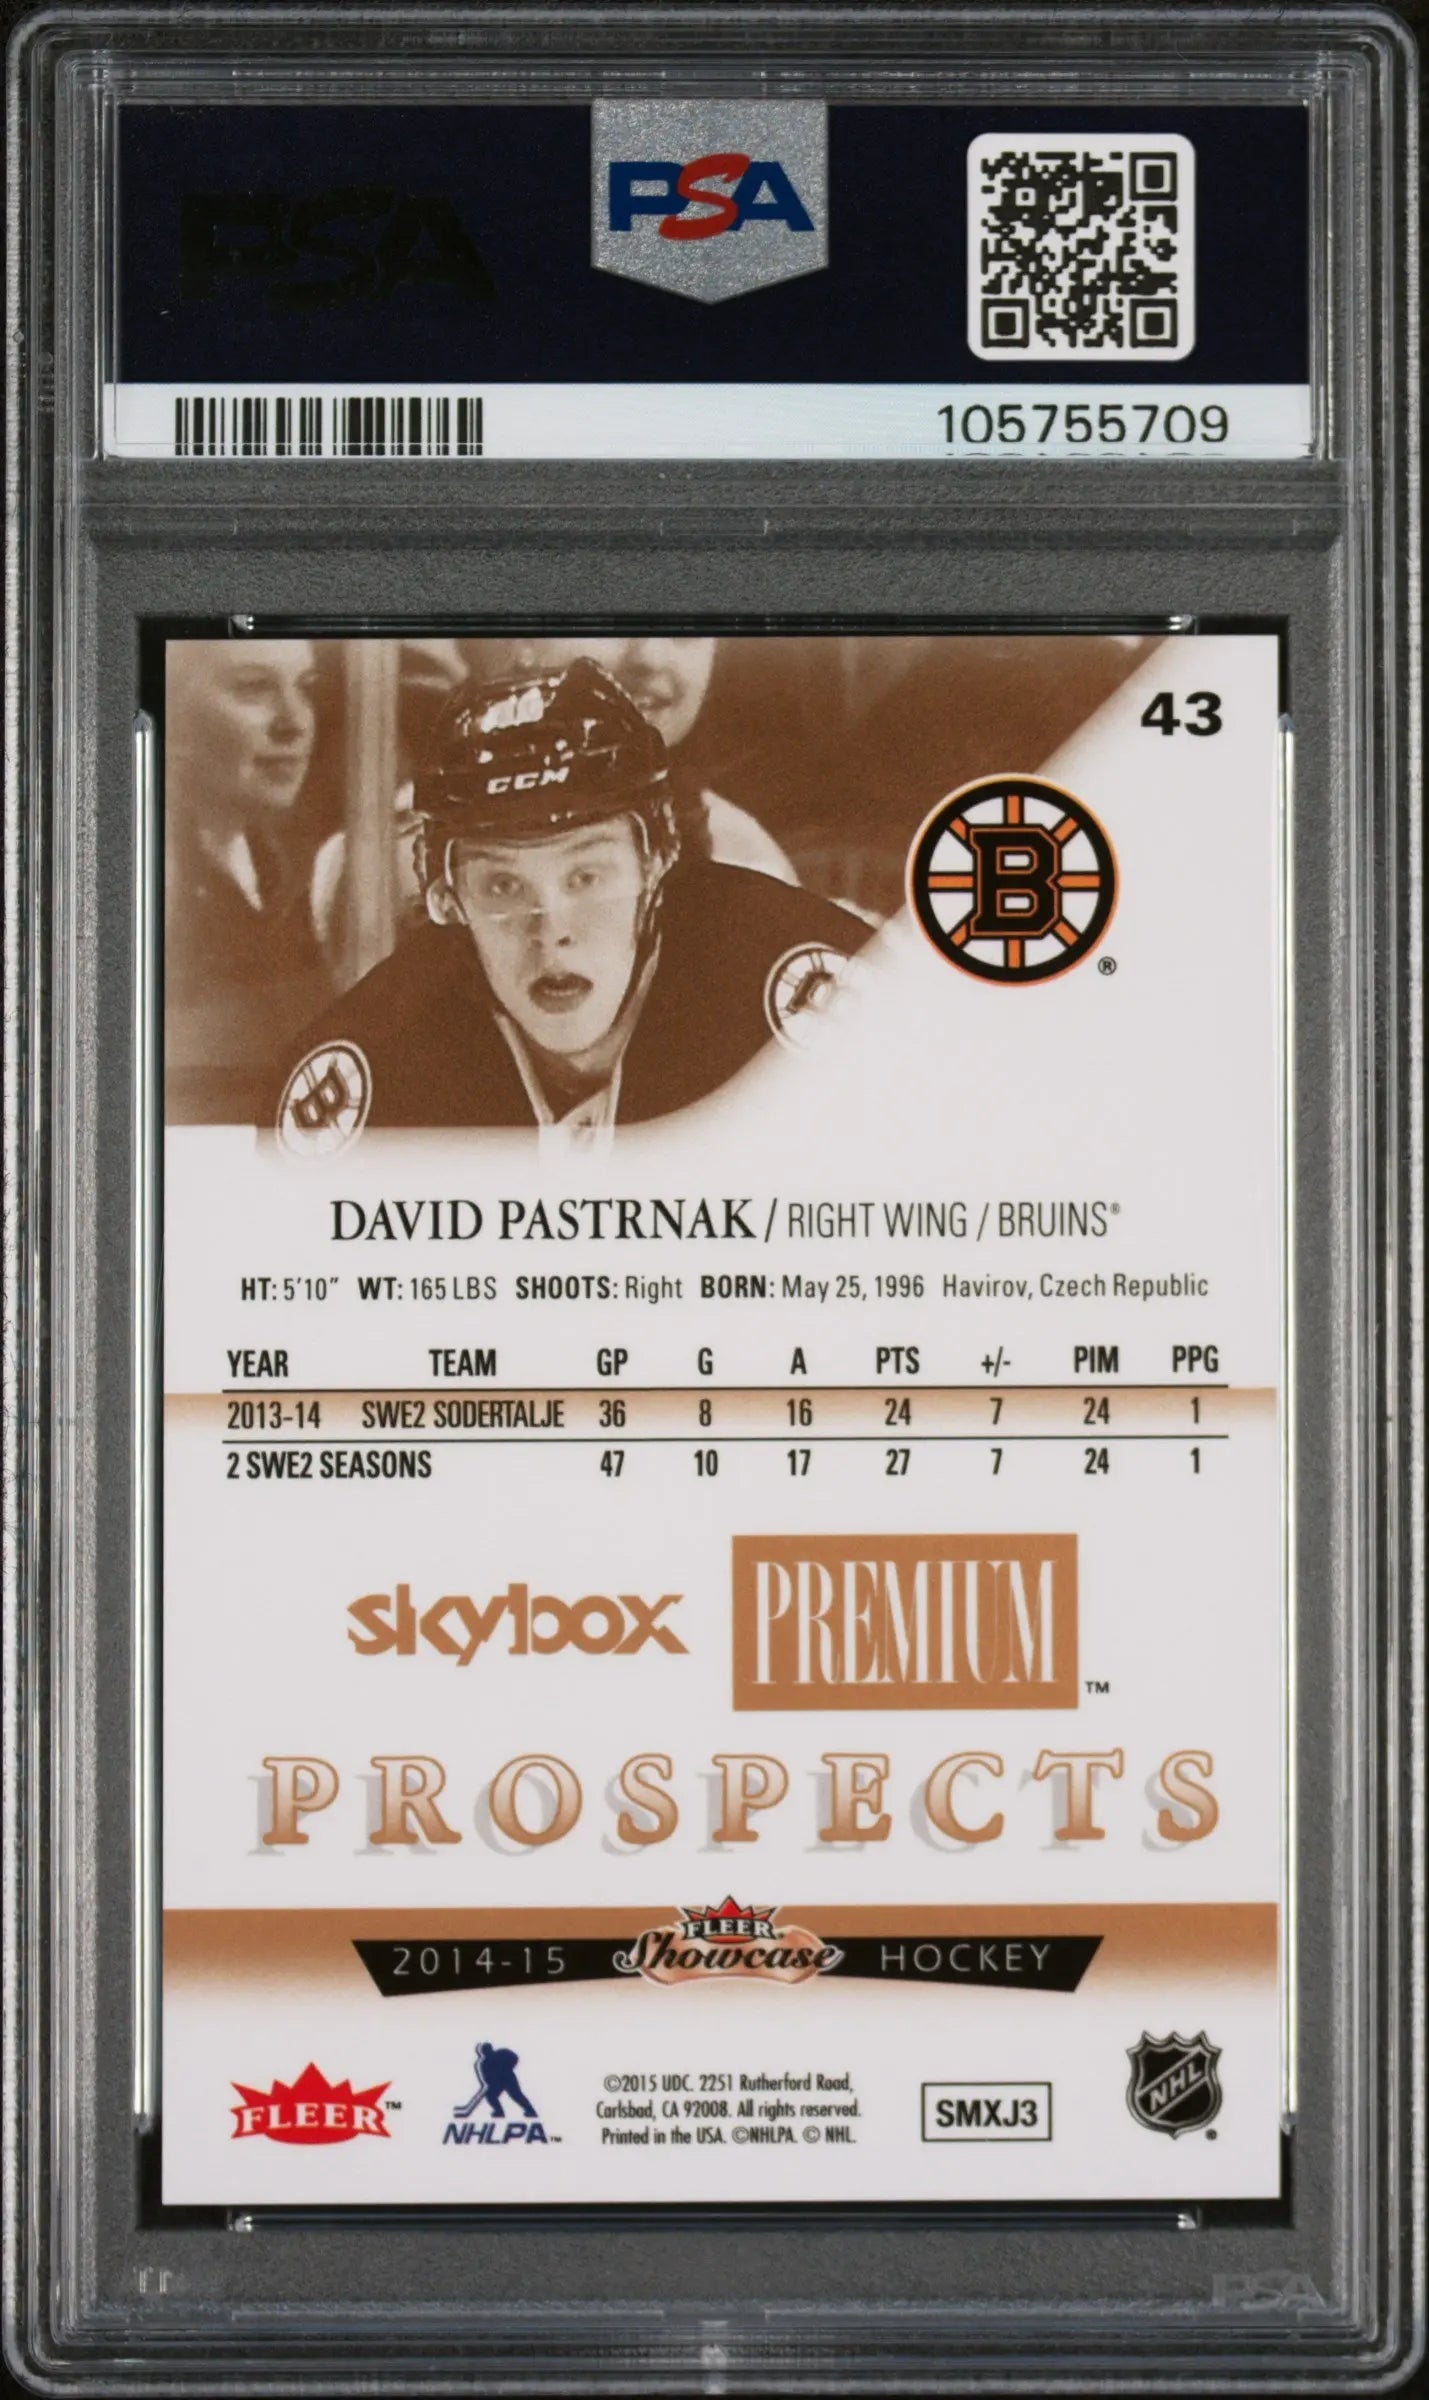 PSA
PSA
105755709
43
CCM
B
®
B
B
DAVID PASTRNAK / RIGHT WING / BRUINS®
HT: 5'10" WT: 165 LBS SHOOTS: Right BORN: May 25, 1996 Havirov, Czech Republic
YEAR TEAM GP G A PTS +/- PIM PPG
2013-14 SWE2 SODERTALJE 36 8 16 24 7 24 1
2 SWE2 SEASONS 47 10 17 27 7 24 1
skybox PREMIUM™
PROSPECTS
2014-15 FLEER Showcase HOCKEY
FLEER™
NHLPA™
©2015 UDC. 2251 Rutherford Road,
Carlsbad, CA 92008. All rights reserved.
Printed in the USA. ©NHLPA. © NHL.
SMXJ3
NHL®
PSA